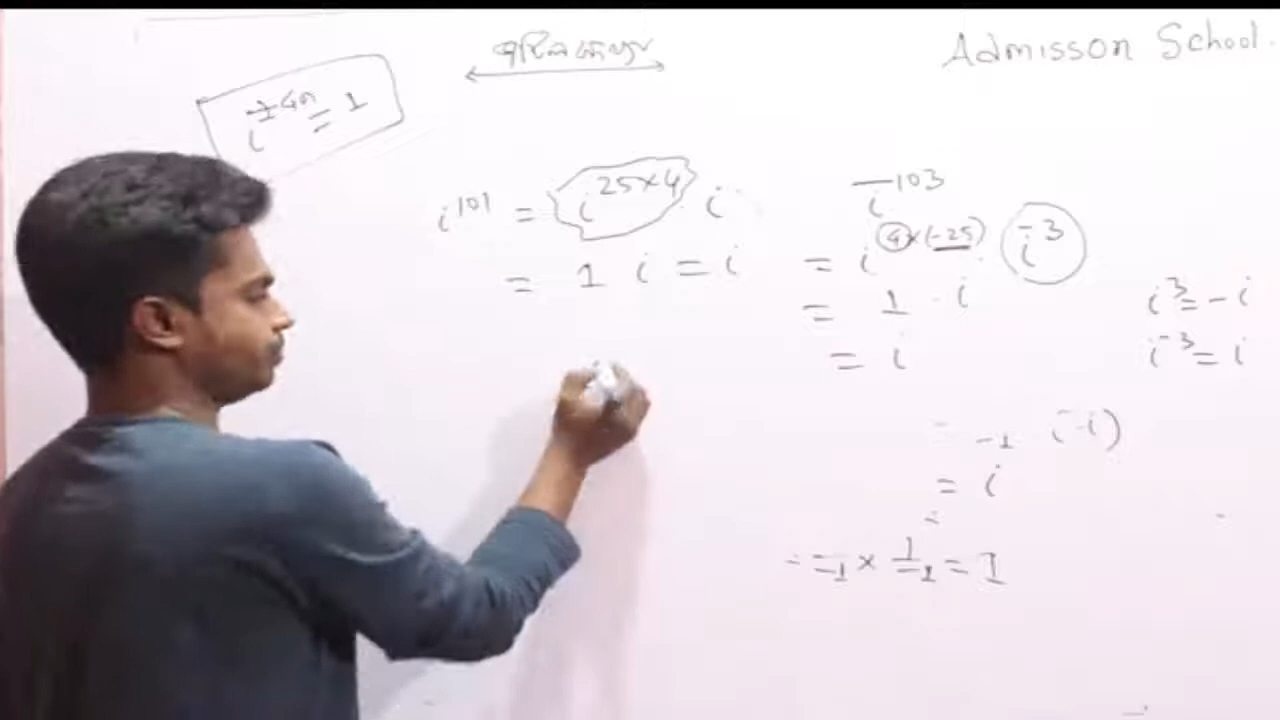 Admisson School.
i^±4n = 1
i^101 = i^25×4 . i
= 1 i = i
i^-103
= i^4×(-25) i^-3
= 1 . i
= i
i^3 = -i
i^-3 = i
-1 (-i)
= i
=
= -1 × 1/-1 = 1